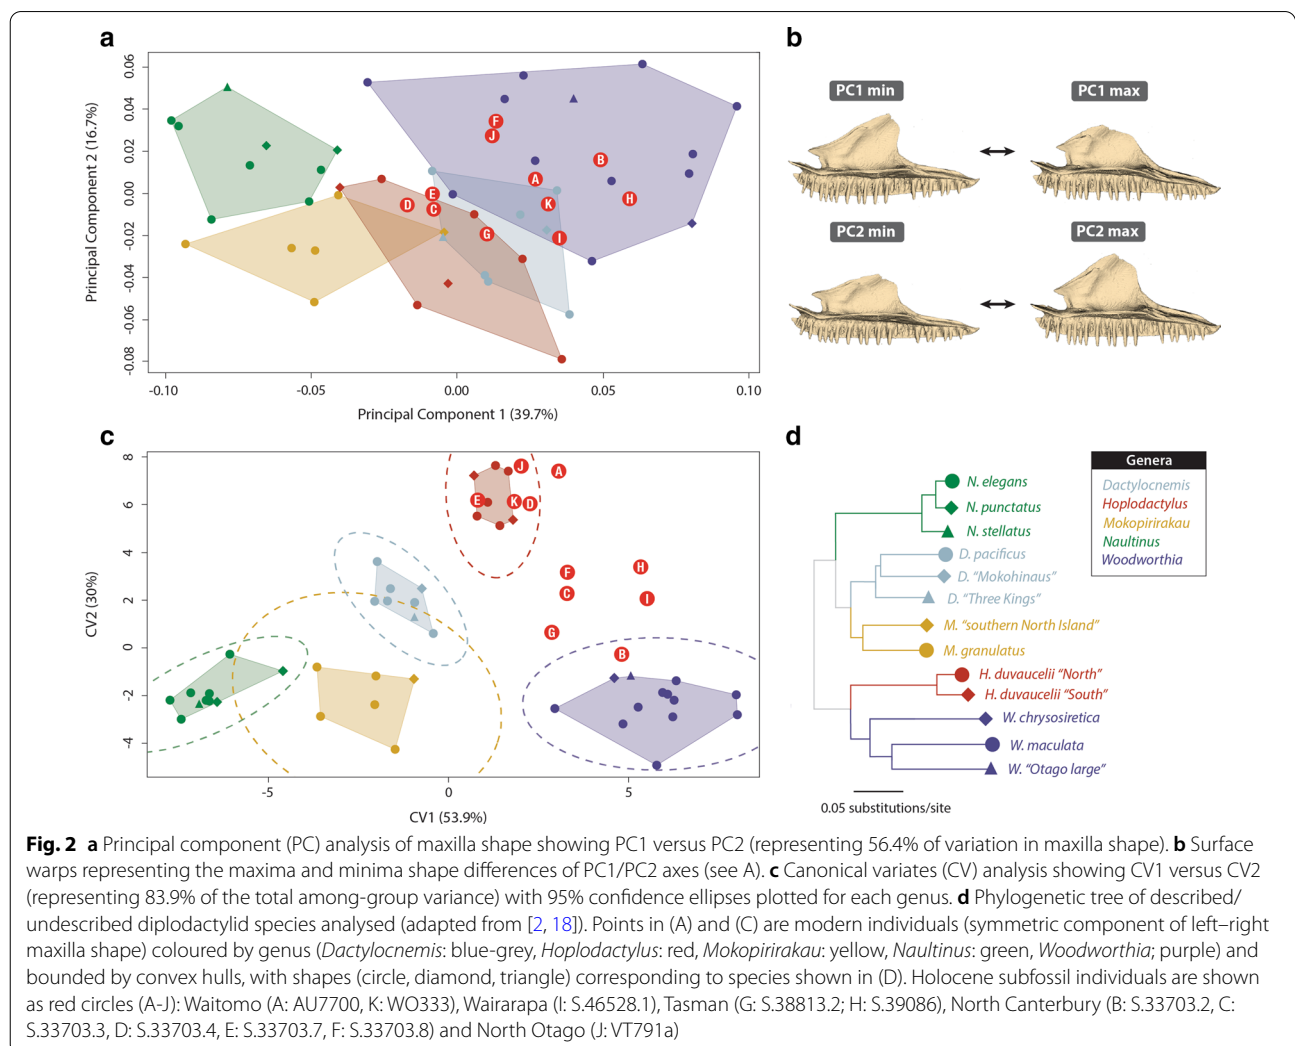 a
b
0.06
0.04
0.02
0.00
-0.02
-0.04
-0.06
-0.08
Principal Component 2 (16.7%)
F
J
B
A
E
H
D
C
K
G
I
-0.10
-0.05
0.00
0.05
0.10
Principal Component 1 (39.7%)
PC1 min
PC1 max
PC2 min
PC2 max
c
d
8
6
4
2
0
-2
-4
CV2 (30%)
J
A
E
K
D
F
H
C
I
G
B
-5
0
5
CV1 (53.9%)
N. elegans
N. punctatus
N. stellatus
D. pacificus
D. “Mokohinaus”
D. “Three Kings”
M. “southern North Island”
M. granulatus
H. duvaucelii “North”
H. duvaucelii “South”
W. chrysosiretica
W. maculata
W. “Otago large”
0.05 substitutions/site
Genera
Dactylocnemis
Hoplodactylus
Mokopirirakau
Naultinus
Woodworthia
Fig. 2 a Principal component (PC) analysis of maxilla shape showing PC1 versus PC2 (representing 56.4% of variation in maxilla shape). b Surface
warps representing the maxima and minima shape differences of PC1/PC2 axes (see A). c Canonical variates (CV) analysis showing CV1 versus CV2
(representing 83.9% of the total among-group variance) with 95% confidence ellipses plotted for each genus. d Phylogenetic tree of described/
undescribed diplodactylid species analysed (adapted from [2, 18]). Points in (A) and (C) are modern individuals (symmetric component of left–right
maxilla shape) coloured by genus (Dactylocnemis: blue-grey, Hoplodactylus: red, Mokopirirakau: yellow, Naultinus: green, Woodworthia; purple) and
bounded by convex hulls, with shapes (circle, diamond, triangle) corresponding to species shown in (D). Holocene subfossil individuals are shown
as red circles (A-J): Waitomo (A: AU7700, K: WO333), Wairarapa (I: S.46528.1), Tasman (G: S.38813.2; H: S.39086), North Canterbury (B: S.33703.2, C:
S.33703.3, D: S.33703.4, E: S.33703.7, F: S.33703.8) and North Otago (J: VT791a)